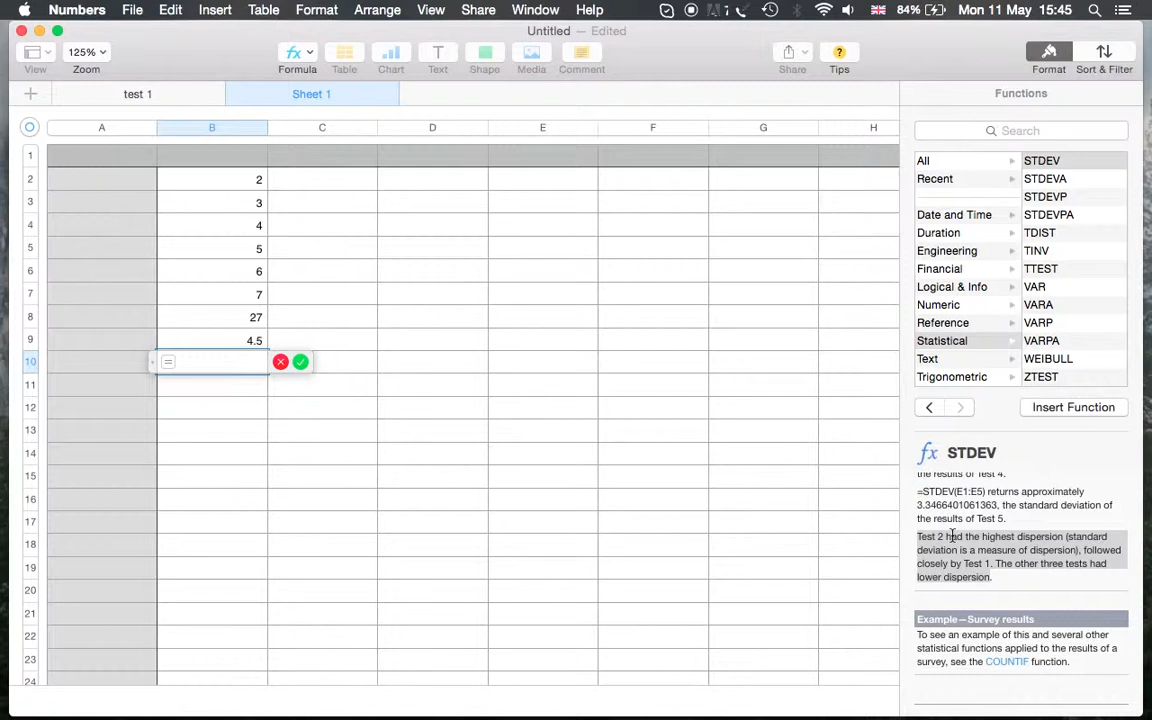 Numbers File Edit Insert Table Format Arrange View Share Window Help 84% Mon 11 May 15:45
Untitled — Edited
125%
View Zoom Formula Table Chart Text Shape Media Comment Share Tips Format Sort & Filter
test 1 Sheet 1 Functions
A B C D E F G H
Search
1
2 2
3 3
4 4
5 5
6 6
7 7
8 27
9 4.5
10 =
11
12
13
14
15
16
17
18
19
20
21
22
23
24
All STDEV
Recent STDEVA
STDEVP
Date and Time STDEVPA
Duration TDIST
Engineering TINV
Financial TTEST
Logical & Info VAR
Numeric VARA
Reference VARP
Statistical VARPA
Text WEIBULL
Trigonometric ZTEST
Insert Function
fx STDEV
the results of Test 4.
=STDEV(E1:E5) returns approximately
3.3466401061363, the standard deviation of
the results of Test 5.
Test 2 had the highest dispersion (standard
deviation is a measure of dispersion), followed
closely by Test 1. The other three tests had
lower dispersion.
Example—Survey results
To see an example of this and several other
statistical functions applied to the results of a
survey, see the COUNTIF function.